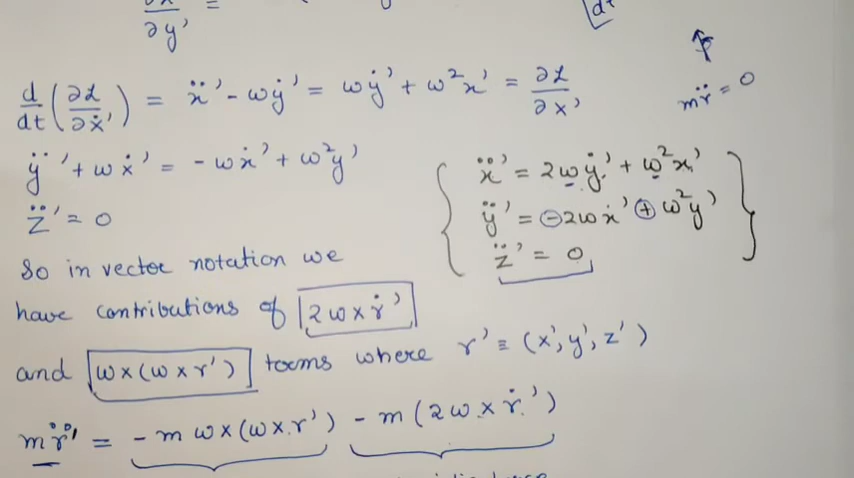 ∂y' =
dt
d/dt (∂L/∂ẋ') = ẍ' - ωẏ' = ωẏ' + ω²x' = ∂L/∂x'
mr̈ = 0
ÿ' + ωẋ' = -ωẋ' + ω²y'
z̈' = 0
{ ẍ' = 2ωẏ' + ω²x'
ÿ' = -2ωẋ' + ω²y'
z̈' = 0 }
So in vector notation we
have contributions of 2ω×ṙ'
and ω×(ω×r') terms where r' ≡ (x', y', z')
mr̈' = -m ω×(ω×r') - m(2ω×ṙ')